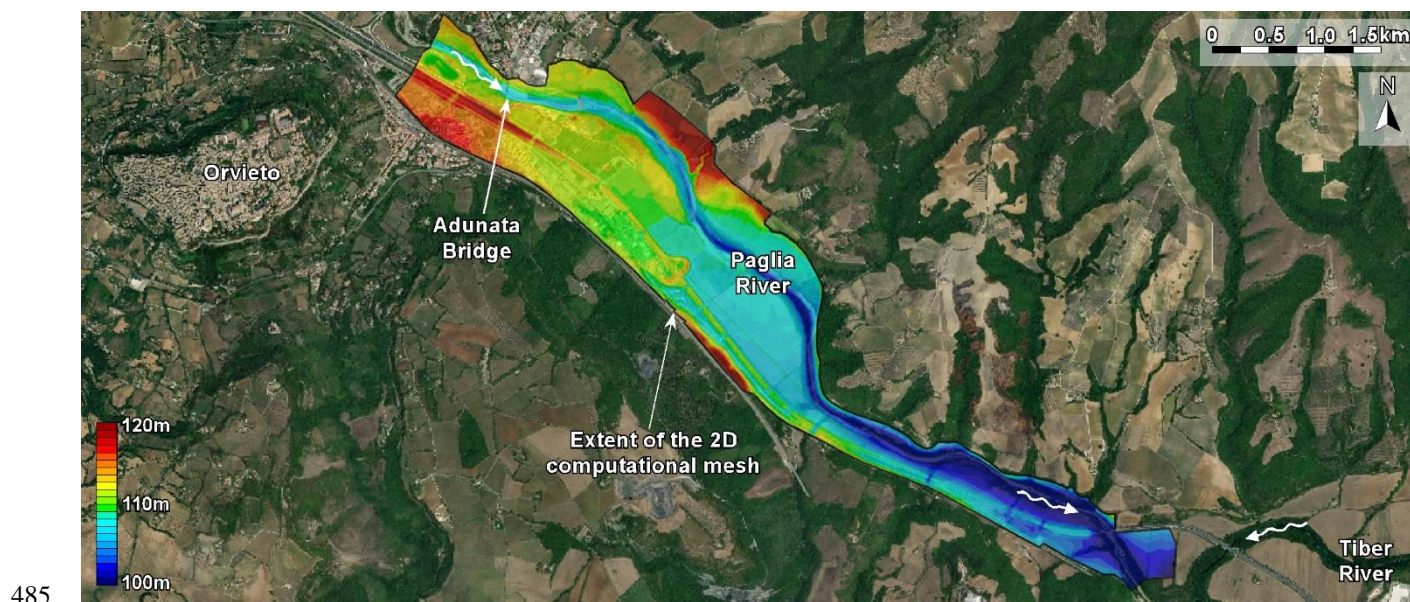 0 0.5 1.0 1.5km
N
Orvieto
Adunata
Bridge
Paglia
River
Extent of the 2D
computational mesh
120m
110m
100m
Tiber
River
485